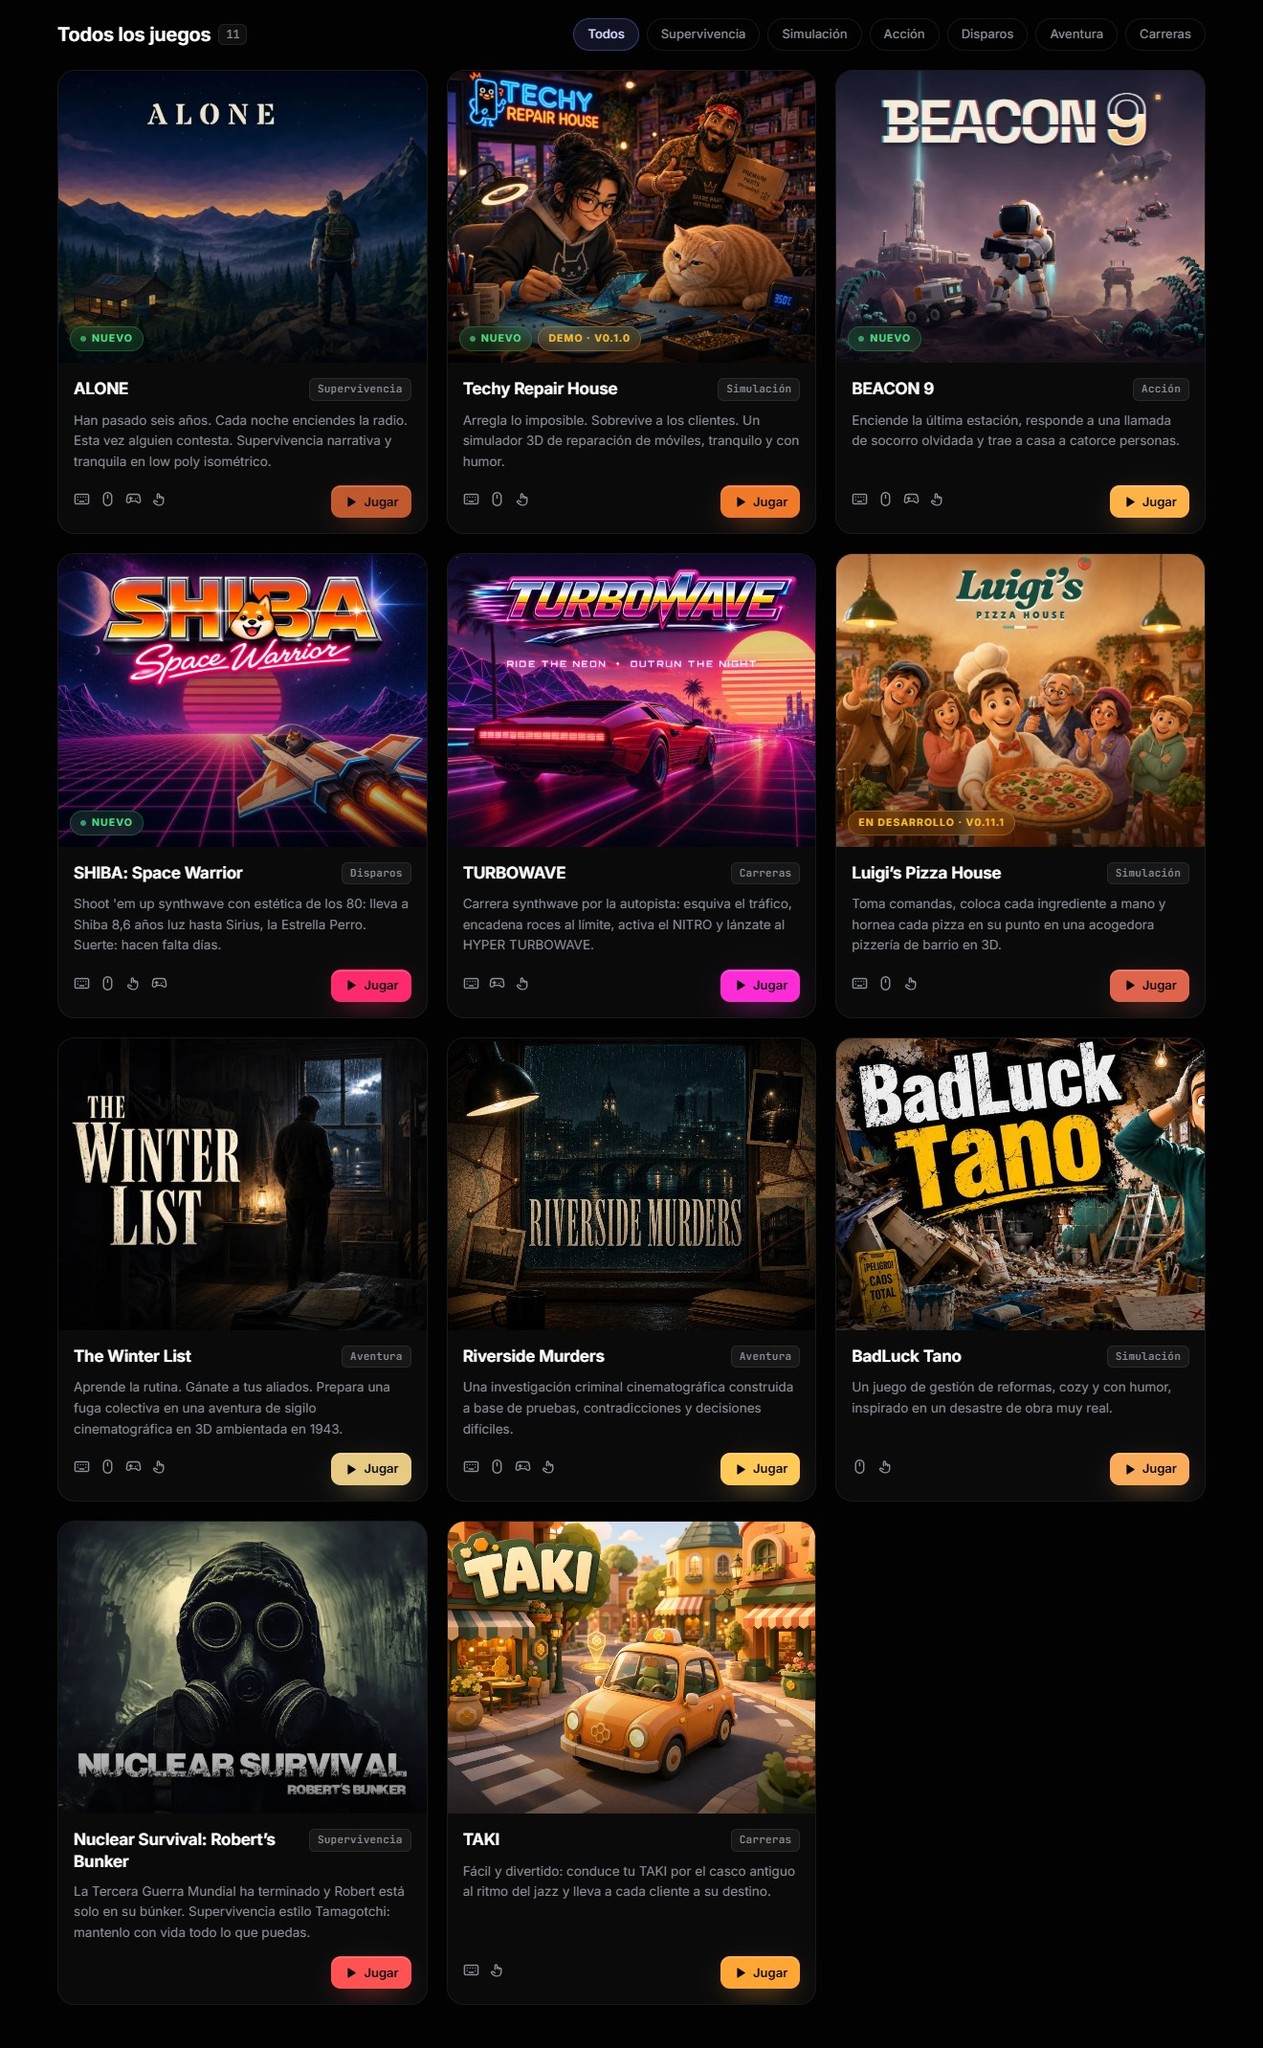 Todos los juegos 11
Todos Supervivencia Simulación Acción Disparos Aventura Carreras
ALONE
NUEVO
ALONE Supervivencia
Han pasado seis años. Cada noche enciendes la radio.
Esta vez alguien contesta. Supervivencia narrativa y
tranquila en low poly isométrico.
Jugar
TECHY
REPAIR HOUSE
PREMIUM
PARTS
NUEVO DEMO · V0.1.0
Techy Repair House Simulación
Arregla lo imposible. Sobrevive a los clientes. Un
simulador 3D de reparación de móviles, tranquilo y con
humor.
Jugar
BEACON 9
NUEVO
BEACON 9 Acción
Enciende la última estación, responde a una llamada
de socorro olvidada y trae a casa a catorce personas.
Jugar
SHIBA
Space Warrior
NUEVO
SHIBA: Space Warrior Disparos
Shoot 'em up synthwave con estética de los 80: lleva a
Shiba 8,6 años luz hasta Sirius, la Estrella Perro.
Suerte: hacen falta días.
Jugar
TURBOWAVE
RIDE THE NEON • OUTRUN THE NIGHT
TURBOWAVE Carreras
Carrera synthwave por la autopista: esquiva el tráfico,
encadena roces al límite, activa el NITRO y lánzate al
HYPER TURBOWAVE.
Jugar
Luigi's
PIZZA HOUSE
EN DESARROLLO · V0.11.1
Luigi’s Pizza House Simulación
Toma comandas, coloca cada ingrediente a mano y
hornea cada pizza en su punto en una acogedora
pizzería de barrio en 3D.
Jugar
THE
WINTER
LIST
The Winter List Aventura
Aprende la rutina. Gánate a tus aliados. Prepara una
fuga colectiva en una aventura de sigilo
cinematográfica en 3D ambientada en 1943.
Jugar
RIVERSIDE MURDERS
Riverside Murders Aventura
Una investigación criminal cinematográfica construida
a base de pruebas, contradicciones y decisiones
difíciles.
Jugar
BadLuck
Tano
¡PELIGRO!
CAOS
TOTAL
BadLuck Tano Simulación
Un juego de gestión de reformas, cozy y con humor,
inspirado en un desastre de obra muy real.
Jugar
NUCLEAR SURVIVAL
ROBERT'S BUNKER
Nuclear Survival: Robert’s
Bunker Supervivencia
La Tercera Guerra Mundial ha terminado y Robert está
solo en su búnker. Supervivencia estilo Tamagotchi:
mantenlo con vida todo lo que puedas.
Jugar
TAKI
TAKI Carreras
Fácil y divertido: conduce tu TAKI por el casco antiguo
al ritmo del jazz y lleva a cada cliente a su destino.
Jugar